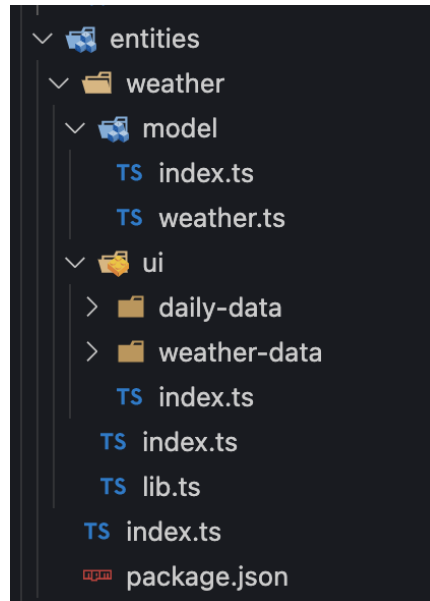 entities
weather
model
TS index.ts
TS weather.ts
ui
daily-data
weather-data
TS index.ts
TS index.ts
TS lib.ts
TS index.ts
npm package.json